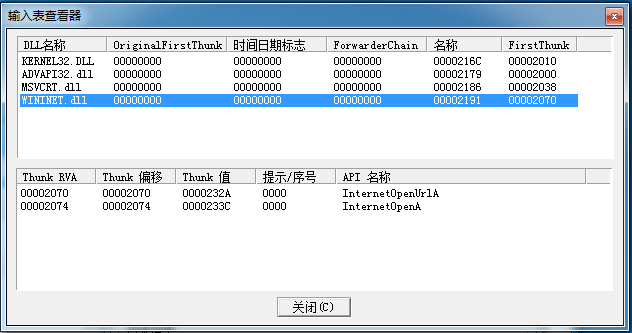 输入表查看器
DLL名称 OriginalFirstThunk 时间日期标志 ForwarderChain 名称 FirstThunk
KERNEL32.DLL 00000000 00000000 00000000 0000216C 00002010
ADVAPI32.dll 00000000 00000000 00000000 00002179 00002000
MSVCRT.dll 00000000 00000000 00000000 00002186 00002038
WININET.dll 00000000 00000000 00000000 00002191 00002070
Thunk RVA Thunk 偏移 Thunk 值 提示/序号 API 名称
00002070 00002070 0000232A 0000 InternetOpenUrlA
00002074 00002074 0000233C 0000 InternetOpenA
关闭(C)